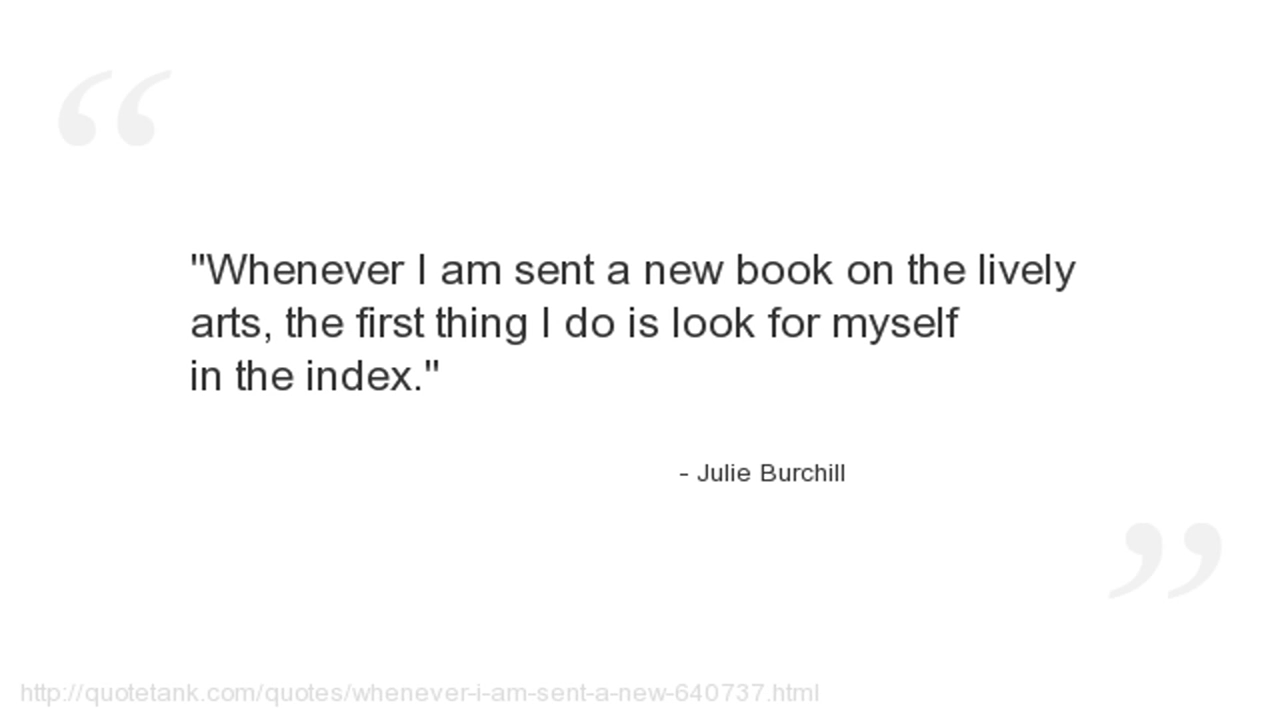 "Whenever I am sent a new book on the lively
arts, the first thing I do is look for myself
in the index."
- Julie Burchill
http://quotetank.com/quotes/whenever-i-am-sent-a-new-640737.html